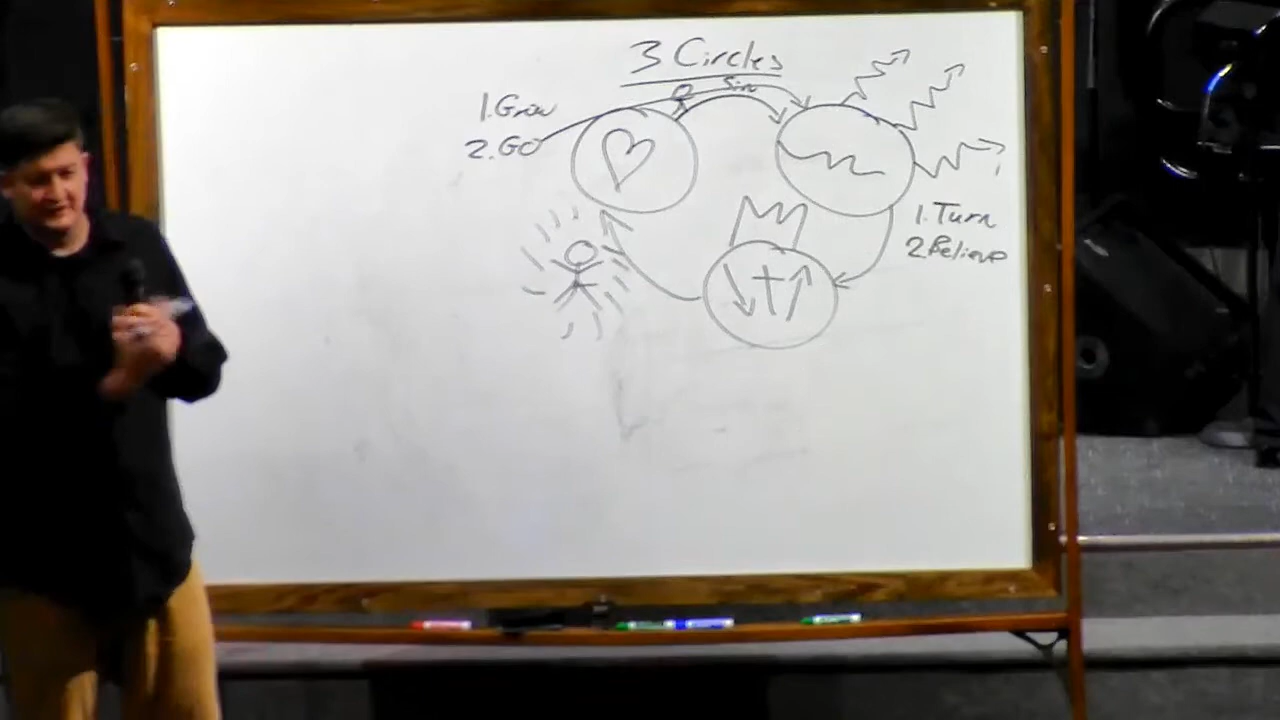 3 Circles
Sin
1. Grow
2. GO
1. Turn
2. Believe